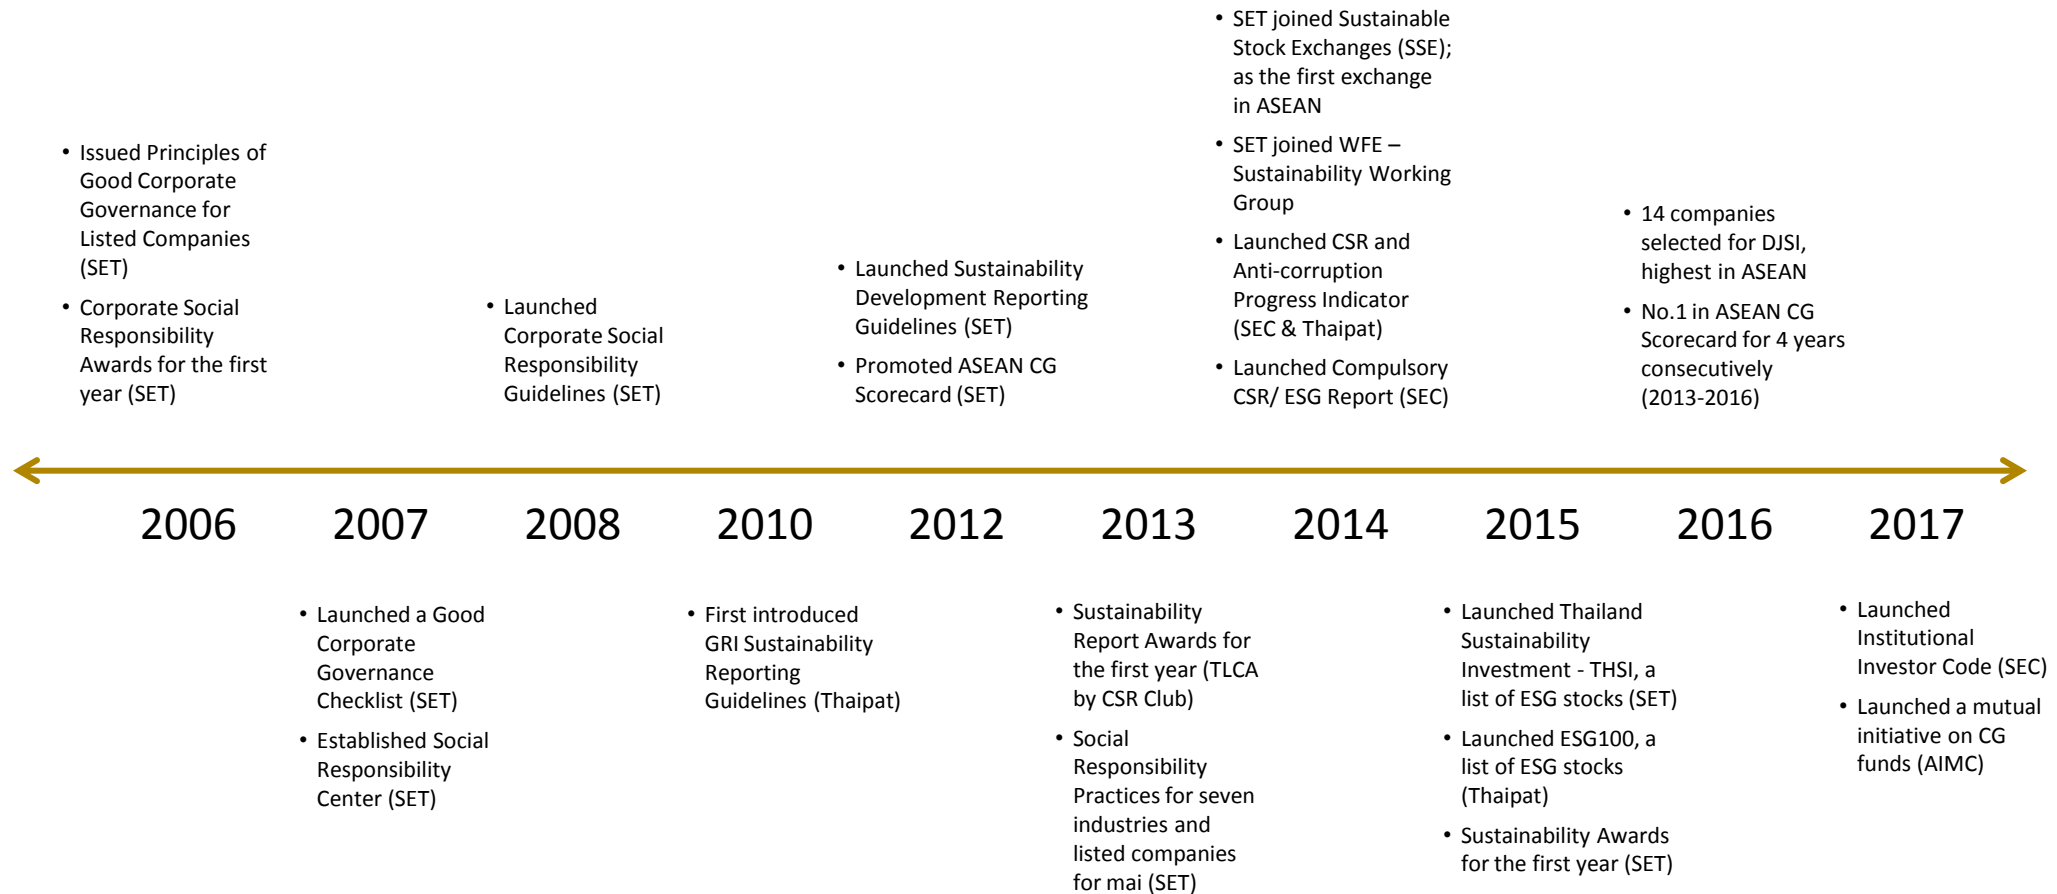 • Issued Principles of
Good Corporate
Governance for
Listed Companies
(SET)
• Corporate Social
Responsibility
Awards for the first
year (SET)
• Launched
Corporate Social
Responsibility
Guidelines (SET)
• Launched Sustainability
Development Reporting
Guidelines (SET)
• Promoted ASEAN CG
Scorecard (SET)
• SET joined Sustainable
Stock Exchanges (SSE);
as the first exchange
in ASEAN
• SET joined WFE –
Sustainability Working
Group
• Launched CSR and
Anti-corruption
Progress Indicator
(SEC & Thaipat)
• Launched Compulsory
CSR/ ESG Report (SEC)
• 14 companies
selected for DJSI,
highest in ASEAN
• No.1 in ASEAN CG
Scorecard for 4 years
consecutively
(2013-2016)
2006 2007 2008 2010 2012 2013 2014 2015 2016 2017
• Launched a Good
Corporate
Governance
Checklist (SET)
• Established Social
Responsibility
Center (SET)
• First introduced
GRI Sustainability
Reporting
Guidelines (Thaipat)
• Sustainability
Report Awards for
the first year (TLCA
by CSR Club)
• Social
Responsibility
Practices for seven
industries and
listed companies
for mai (SET)
• Launched Thailand
Sustainability
Investment - THSI, a
list of ESG stocks (SET)
• Launched ESG100, a
list of ESG stocks
(Thaipat)
• Sustainability Awards
for the first year (SET)
• Launched
Institutional
Investor Code (SEC)
• Launched a mutual
initiative on CG
funds (AIMC)